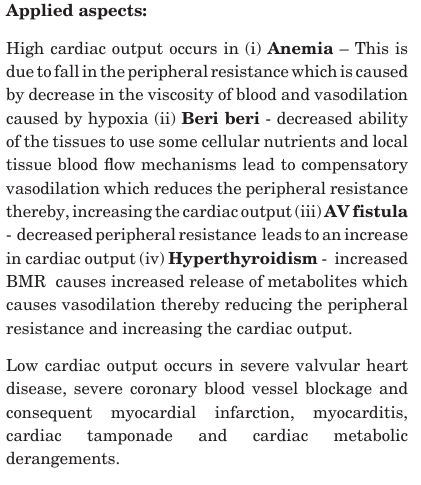 Applied aspects:
High cardiac output occurs in (i) Anemia – This is
due to fall in the peripheral resistance which is caused
by decrease in the viscosity of blood and vasodilation
caused by hypoxia (ii) Beri beri - decreased ability
of the tissues to use some cellular nutrients and local
tissue blood flow mechanisms lead to compensatory
vasodilation which reduces the peripheral resistance
thereby, increasing the cardiac output (iii) AV fistula
- decreased peripheral resistance leads to an increase
in cardiac output (iv) Hyperthyroidism - increased
BMR causes increased release of metabolites which
causes vasodilation thereby reducing the peripheral
resistance and increasing the cardiac output.
Low cardiac output occurs in severe valvular heart
disease, severe coronary blood vessel blockage and
consequent myocardial infarction, myocarditis,
cardiac tamponade and cardiac metabolic
derangements.